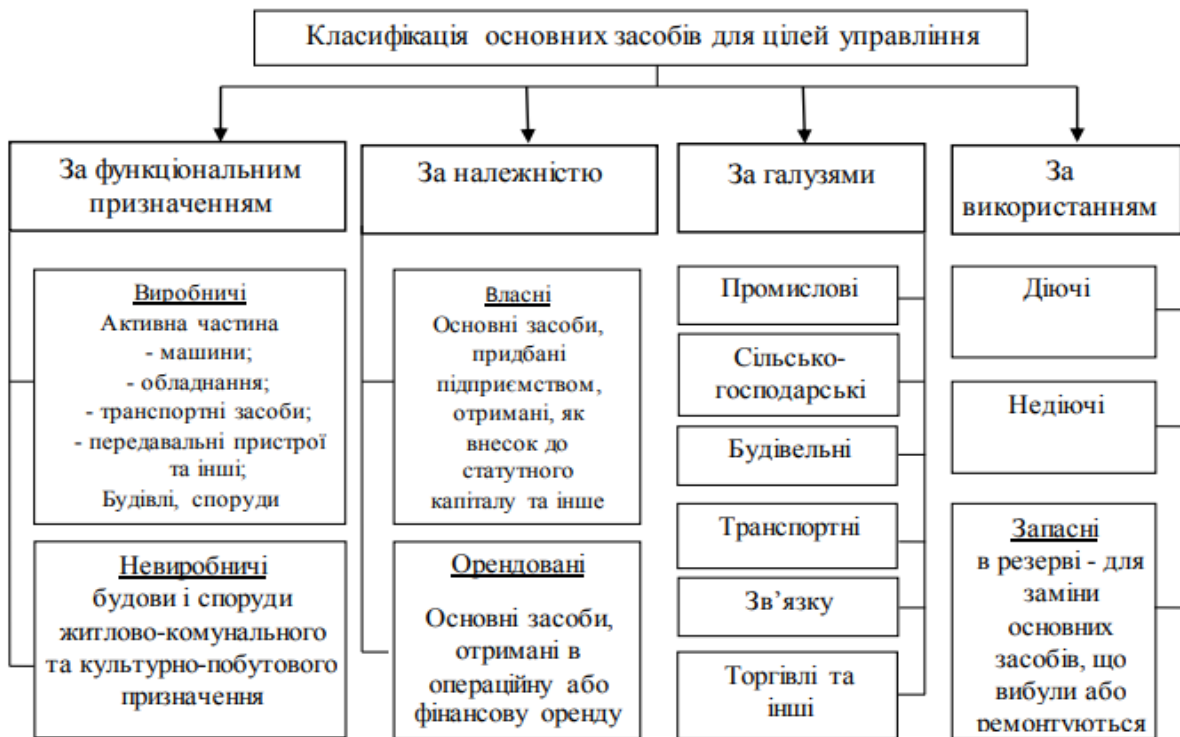 Класифікація основних засобів для цілей управління
За функціональним
призначенням
Виробничі
Активна частина
- машини;
- обладнання;
- транспортні засоби;
- передавальні пристрої
та інші;
Будівлі, споруди
Невиробничі
будови і споруди
житлово-комунального
та культурно-побутового
призначення
За належністю
Власні
Основні засоби,
придбані
підприємством,
отримані, як
внесок до
статутного
капіталу та інше
Орендовані
Основні засоби,
отримані в
операційну або
фінансову оренду
За галузями
Промислові
Сільсько-
господарські
Будівельні
Транспортні
Зв’язку
Торгівлі та
інші
За
використанням
Діючі
Недіючі
Запасні
в резерві - для
заміни
основних
засобів, що
вибули або
ремонтуються